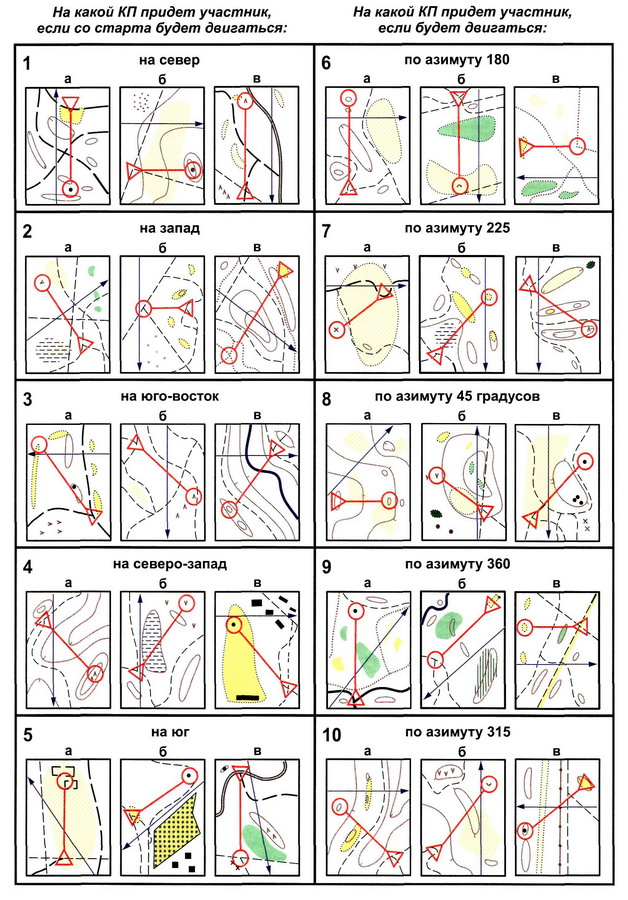 На какой КП придет участник,
если со старта будет двигаться:
На какой КП придет участник,
если будет двигаться:
1 на север
а б в
2 на запад
а б в
3 на юго-восток
а б в
4 на северо-запад
а б в
5 на юг
а б в
6 по азимуту 180
а б в
7 по азимуту 225
а б в
8 по азимуту 45 градусов
а б в
9 по азимуту 360
а б в
10 по азимуту 315
а б в